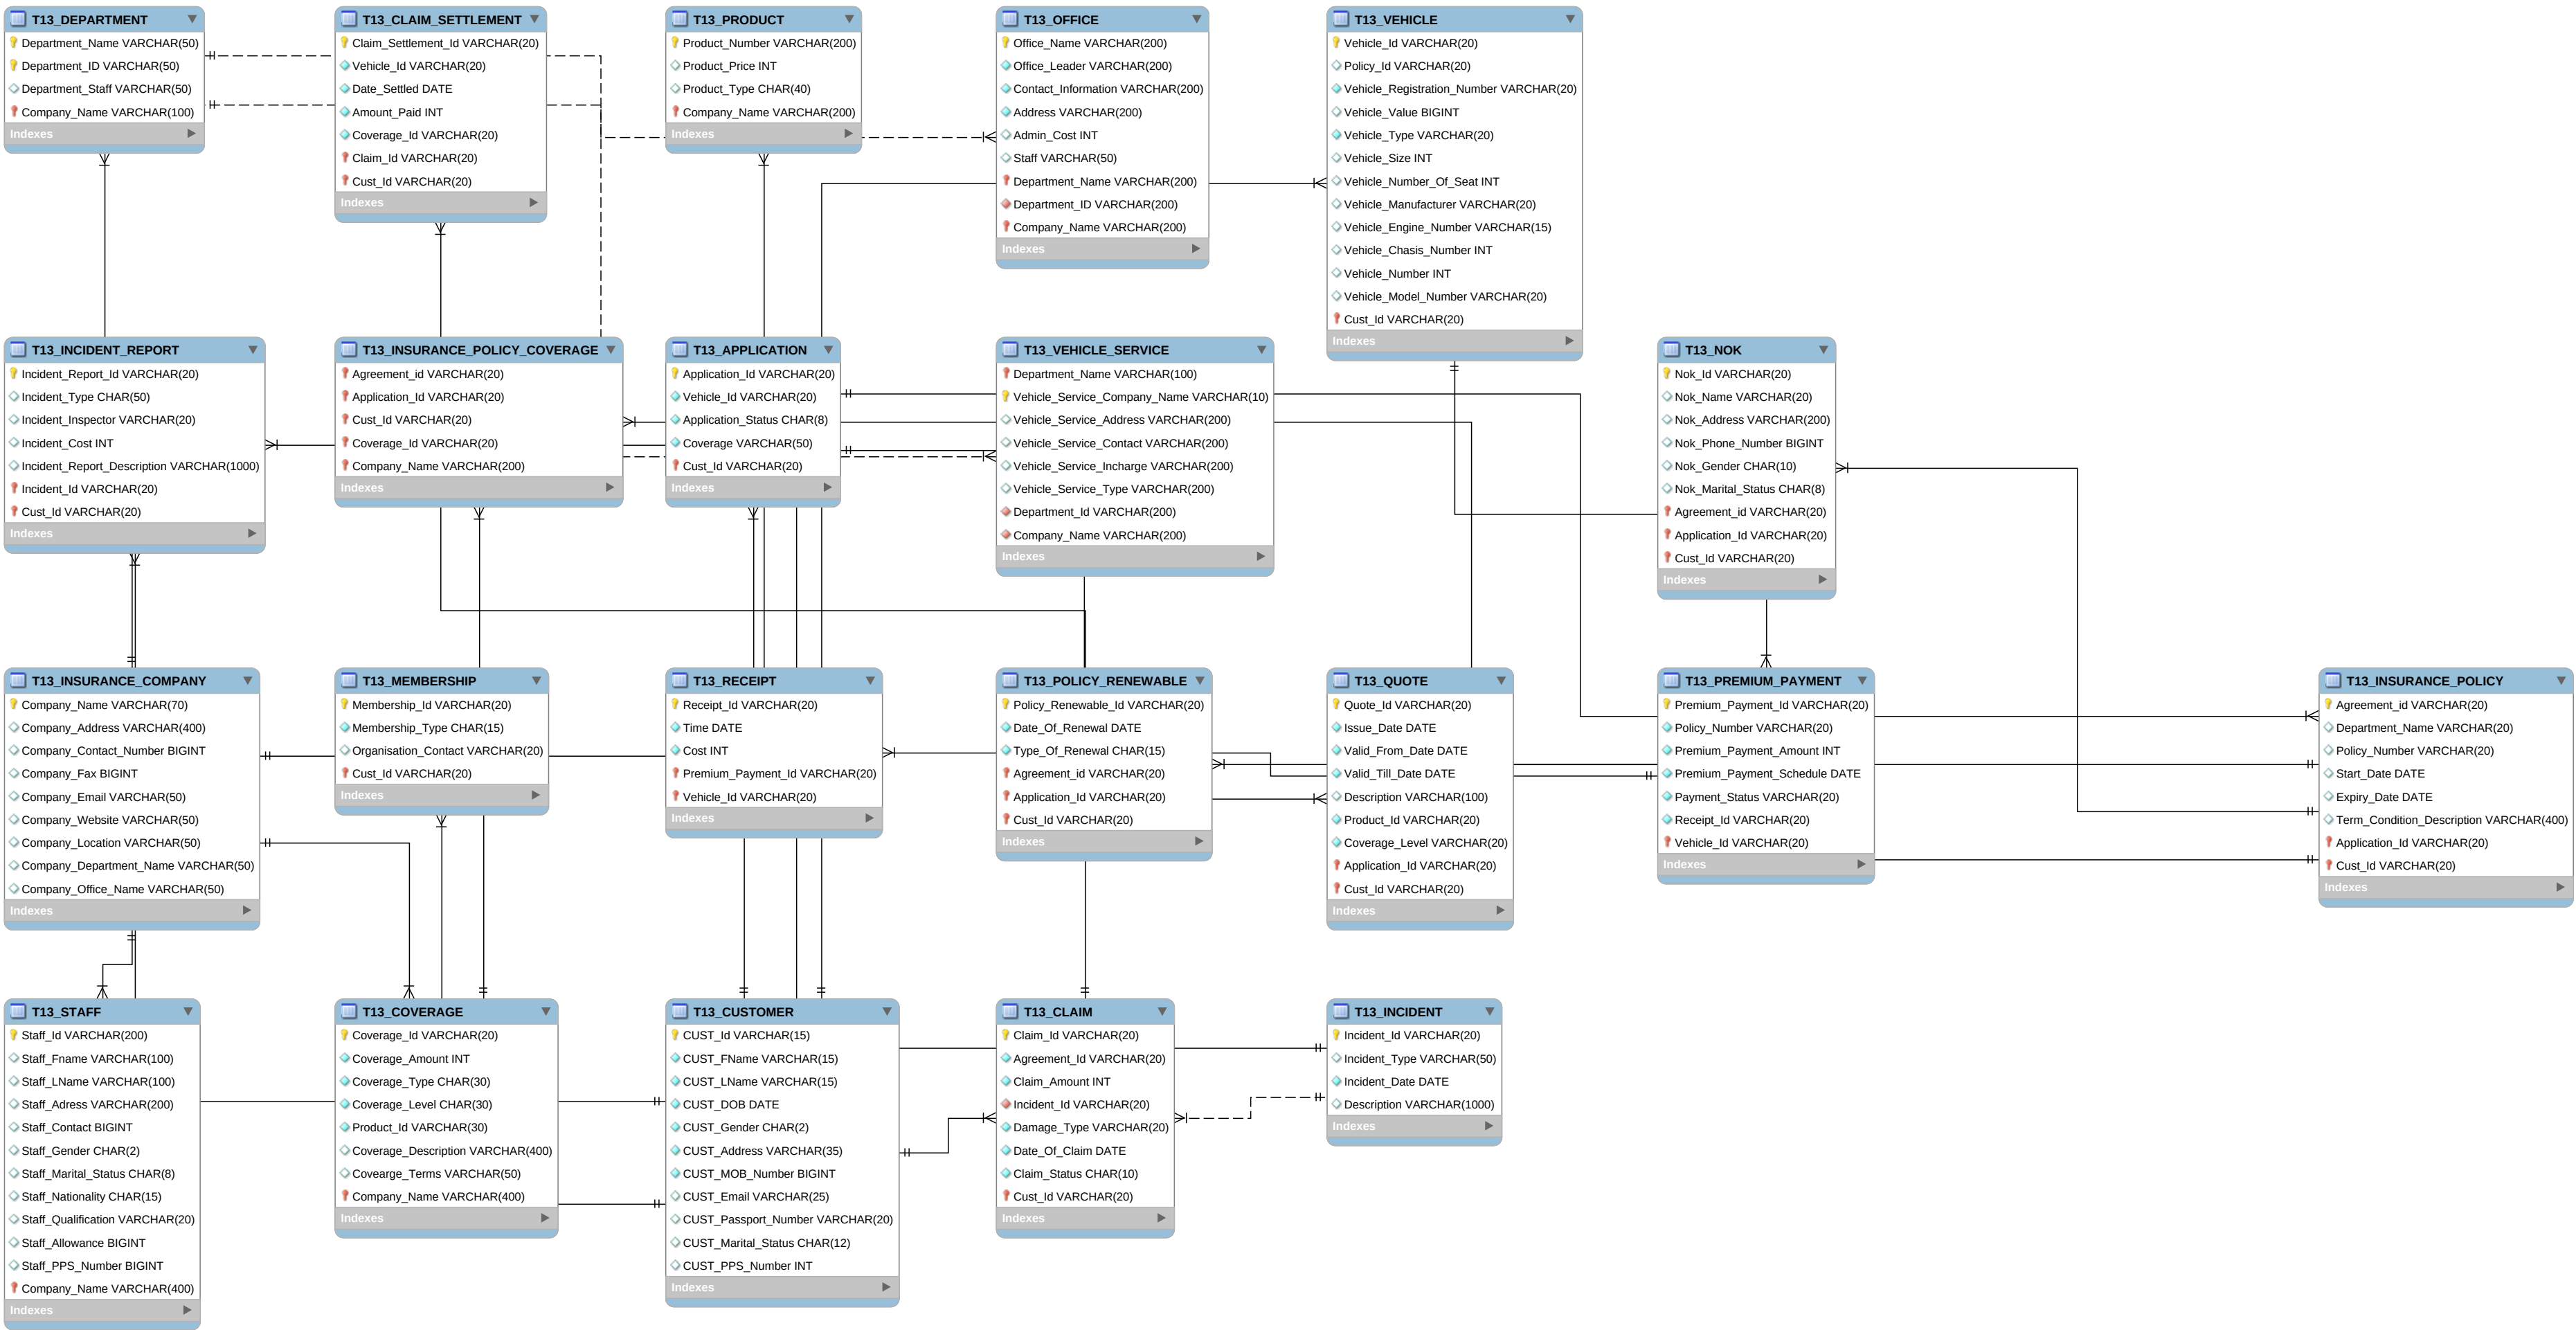 T13_DEPARTMENT
Department_Name VARCHAR(50)
Department_ID VARCHAR(50)
Department_Staff VARCHAR(50)
Company_Name VARCHAR(100)
Indexes
T13_CLAIM_SETTLEMENT
Claim_Settlement_Id VARCHAR(20)
Vehicle_Id VARCHAR(20)
Date_Settled DATE
Amount_Paid INT
Coverage_Id VARCHAR(20)
Claim_Id VARCHAR(20)
Cust_Id VARCHAR(20)
Indexes
T13_PRODUCT
Product_Number VARCHAR(200)
Product_Price INT
Product_Type CHAR(40)
Company_Name VARCHAR(200)
Indexes
T13_OFFICE
Office_Name VARCHAR(200)
Office_Leader VARCHAR(200)
Contact_Information VARCHAR(200)
Address VARCHAR(200)
Admin_Cost INT
Staff VARCHAR(50)
Department_Name VARCHAR(200)
Department_ID VARCHAR(200)
Company_Name VARCHAR(200)
Indexes
T13_VEHICLE
Vehicle_Id VARCHAR(20)
Policy_Id VARCHAR(20)
Vehicle_Registration_Number VARCHAR(20)
Vehicle_Value BIGINT
Vehicle_Type VARCHAR(20)
Vehicle_Size INT
Vehicle_Number_Of_Seat INT
Vehicle_Manufacturer VARCHAR(20)
Vehicle_Engine_Number VARCHAR(15)
Vehicle_Chasis_Number INT
Vehicle_Number INT
Vehicle_Model_Number VARCHAR(20)
Cust_Id VARCHAR(20)
Indexes
T13_INCIDENT_REPORT
Incident_Report_Id VARCHAR(20)
Incident_Type CHAR(50)
Incident_Inspector VARCHAR(20)
Incident_Cost INT
Incident_Report_Description VARCHAR(1000)
Incident_Id VARCHAR(20)
Cust_Id VARCHAR(20)
Indexes
T13_INSURANCE_POLICY_COVERAGE
Agreement_id VARCHAR(20)
Application_Id VARCHAR(20)
Cust_Id VARCHAR(20)
Coverage_Id VARCHAR(20)
Company_Name VARCHAR(200)
Indexes
T13_APPLICATION
Application_Id VARCHAR(20)
Vehicle_Id VARCHAR(20)
Application_Status CHAR(8)
Coverage VARCHAR(50)
Cust_Id VARCHAR(20)
Indexes
T13_VEHICLE_SERVICE
Department_Name VARCHAR(100)
Vehicle_Service_Company_Name VARCHAR(10)
Vehicle_Service_Address VARCHAR(200)
Vehicle_Service_Contact VARCHAR(200)
Vehicle_Service_Incharge VARCHAR(200)
Vehicle_Service_Type VARCHAR(200)
Department_Id VARCHAR(200)
Company_Name VARCHAR(200)
Indexes
T13_NOK
Nok_Id VARCHAR(20)
Nok_Name VARCHAR(20)
Nok_Address VARCHAR(200)
Nok_Phone_Number BIGINT
Nok_Gender CHAR(10)
Nok_Marital_Status CHAR(8)
Agreement_id VARCHAR(20)
Application_Id VARCHAR(20)
Cust_Id VARCHAR(20)
Indexes
T13_INSURANCE_COMPANY
Company_Name VARCHAR(70)
Company_Address VARCHAR(400)
Company_Contact_Number BIGINT
Company_Fax BIGINT
Company_Email VARCHAR(50)
Company_Website VARCHAR(50)
Company_Location VARCHAR(50)
Company_Department_Name VARCHAR(50)
Company_Office_Name VARCHAR(50)
Indexes
T13_MEMBERSHIP
Membership_Id VARCHAR(20)
Membership_Type CHAR(15)
Organisation_Contact VARCHAR(20)
Cust_Id VARCHAR(20)
Indexes
T13_RECEIPT
Receipt_Id VARCHAR(20)
Time DATE
Cost INT
Premium_Payment_Id VARCHAR(20)
Vehicle_Id VARCHAR(20)
Indexes
T13_POLICY_RENEWABLE
Policy_Renewable_Id VARCHAR(20)
Date_Of_Renewal DATE
Type_Of_Renewal CHAR(15)
Agreement_id VARCHAR(20)
Application_Id VARCHAR(20)
Cust_Id VARCHAR(20)
Indexes
T13_QUOTE
Quote_Id VARCHAR(20)
Issue_Date DATE
Valid_From_Date DATE
Valid_Till_Date DATE
Description VARCHAR(100)
Product_Id VARCHAR(20)
Coverage_Level VARCHAR(20)
Application_Id VARCHAR(20)
Cust_Id VARCHAR(20)
Indexes
T13_PREMIUM_PAYMENT
Premium_Payment_Id VARCHAR(20)
Policy_Number VARCHAR(20)
Premium_Payment_Amount INT
Premium_Payment_Schedule DATE
Payment_Status VARCHAR(20)
Receipt_Id VARCHAR(20)
Vehicle_Id VARCHAR(20)
Indexes
T13_INSURANCE_POLICY
Agreement_id VARCHAR(20)
Department_Name VARCHAR(20)
Policy_Number VARCHAR(20)
Start_Date DATE
Expiry_Date DATE
Term_Condition_Description VARCHAR(400)
Application_Id VARCHAR(20)
Cust_Id VARCHAR(20)
Indexes
T13_STAFF
Staff_Id VARCHAR(200)
Staff_Fname VARCHAR(100)
Staff_LName VARCHAR(100)
Staff_Adress VARCHAR(200)
Staff_Contact BIGINT
Staff_Gender CHAR(2)
Staff_Marital_Status CHAR(8)
Staff_Nationality CHAR(15)
Staff_Qualification VARCHAR(20)
Staff_Allowance BIGINT
Staff_PPS_Number BIGINT
Company_Name VARCHAR(400)
Indexes
T13_COVERAGE
Coverage_Id VARCHAR(20)
Coverage_Amount INT
Coverage_Type CHAR(30)
Coverage_Level CHAR(30)
Product_Id VARCHAR(30)
Coverage_Description VARCHAR(400)
Covearge_Terms VARCHAR(50)
Company_Name VARCHAR(400)
Indexes
T13_CUSTOMER
CUST_Id VARCHAR(15)
CUST_FName VARCHAR(15)
CUST_LName VARCHAR(15)
CUST_DOB DATE
CUST_Gender CHAR(2)
CUST_Address VARCHAR(35)
CUST_MOB_Number BIGINT
CUST_Email VARCHAR(25)
CUST_Passport_Number VARCHAR(20)
CUST_Marital_Status CHAR(12)
CUST_PPS_Number INT
Indexes
T13_CLAIM
Claim_Id VARCHAR(20)
Agreement_Id VARCHAR(20)
Claim_Amount INT
Incident_Id VARCHAR(20)
Damage_Type VARCHAR(20)
Date_Of_Claim DATE
Claim_Status CHAR(10)
Cust_Id VARCHAR(20)
Indexes
T13_INCIDENT
Incident_Id VARCHAR(20)
Incident_Type VARCHAR(50)
Incident_Date DATE
Description VARCHAR(1000)
Indexes